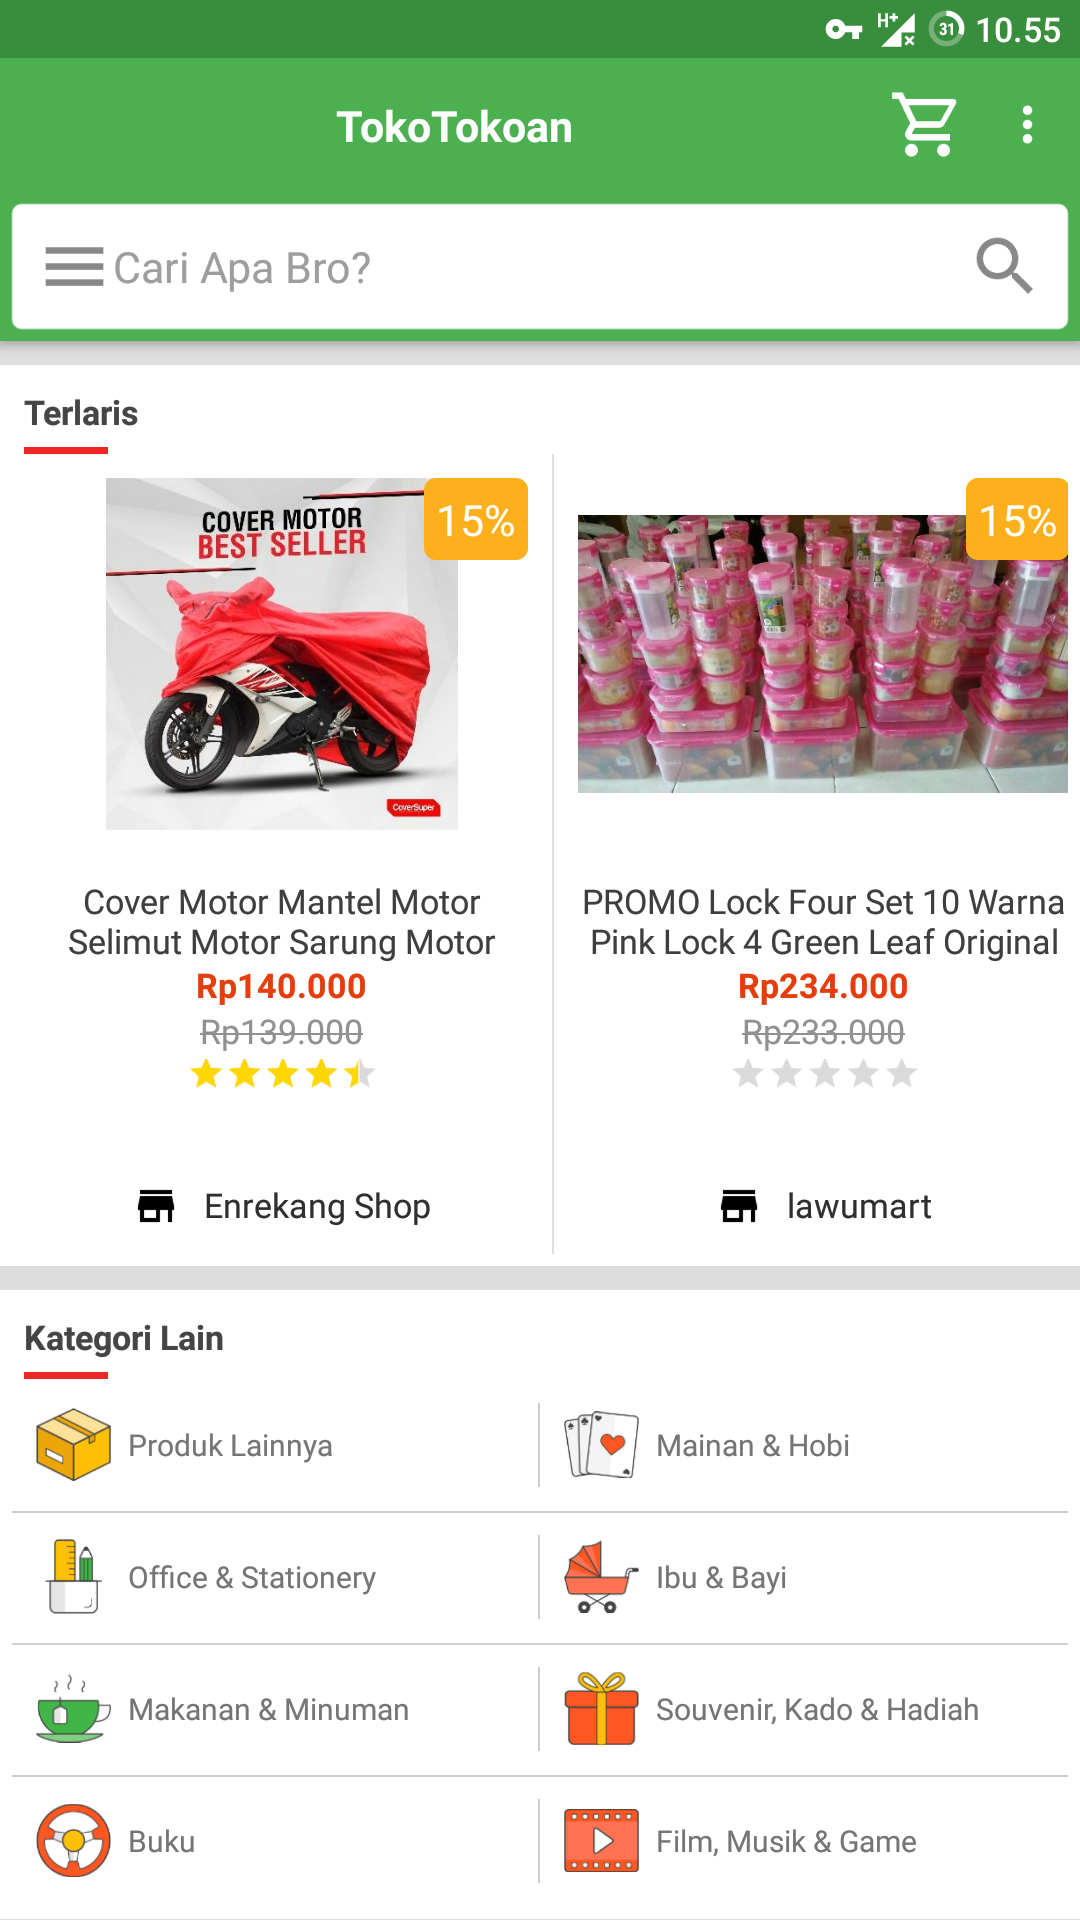 31 10.55
TokoTokoan
Cari Apa Bro?
Terlaris
COVER MOTOR
BEST SELLER
CoverSuper
15%
15%
Cover Motor Mantel Motor
Selimut Motor Sarung Motor
Rp140.000
Rp139.000
Enrekang Shop
PROMO Lock Four Set 10 Warna
Pink Lock 4 Green Leaf Original
Rp234.000
Rp233.000
lawumart
Kategori Lain
Produk Lainnya
Mainan & Hobi
Office & Stationery
Ibu & Bayi
Makanan & Minuman
Souvenir, Kado & Hadiah
Buku
Film, Musik & Game